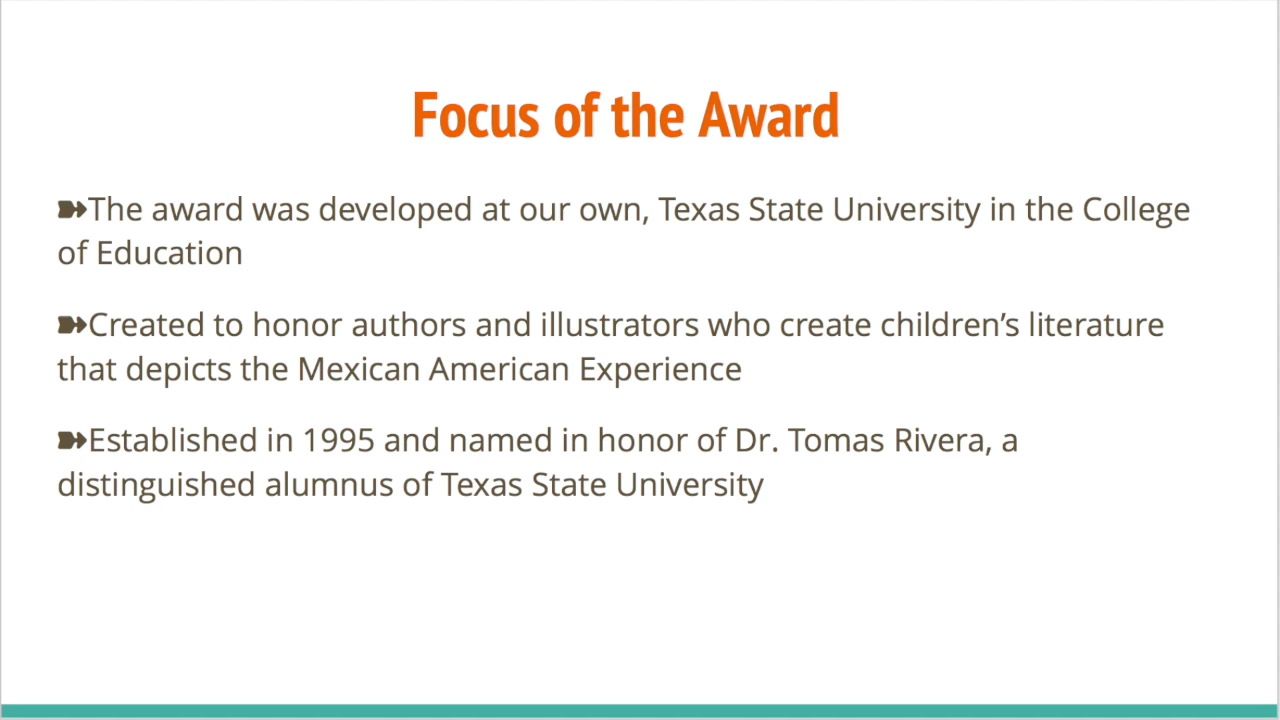 Focus of the Award
➽The award was developed at our own, Texas State University in the College
of Education
➽Created to honor authors and illustrators who create children’s literature
that depicts the Mexican American Experience
➽Established in 1995 and named in honor of Dr. Tomas Rivera, a
distinguished alumnus of Texas State University